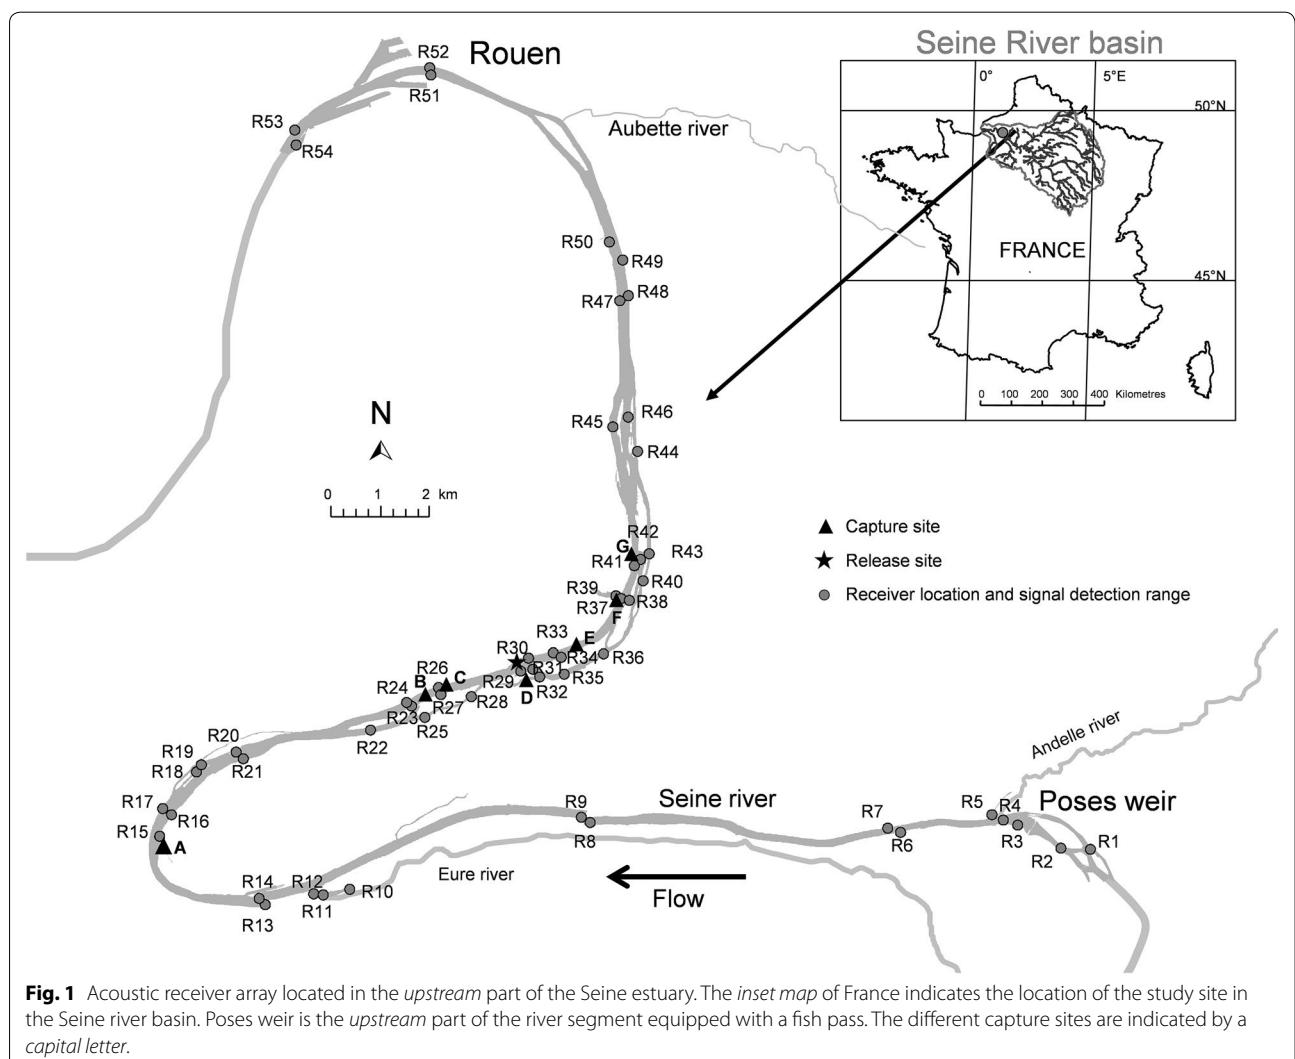 Seine River basin
0°
5°E
50°N
FRANCE
45°N
0 100 200 300 400 Kilometres
R52
Rouen
R51
R53
R54
Aubette river
R50
R49
R48
R47
N
0 1 2 km
R46
R45
R44
R42
G
R43
R41
R40
R39
R37
R38
F
Capture site
Release site
Receiver location and signal detection range
R33
E
R30
R34
R36
R31
R29
R35
R32
D
R26
C
B
R24
R28
R27
R23
R25
R22
R20
R19
R18
R21
R17
R16
R15
A
Andelle river
R9
Seine river
R8
R7
R6
R5
R4
Poses weir
R3
R1
R2
Eure river
R14
R12
R10
R11
R13
Flow
Fig. 1 Acoustic receiver array located in the upstream part of the Seine estuary. The inset map of France indicates the location of the study site in
the Seine river basin. Poses weir is the upstream part of the river segment equipped with a fish pass. The different capture sites are indicated by a
capital letter.